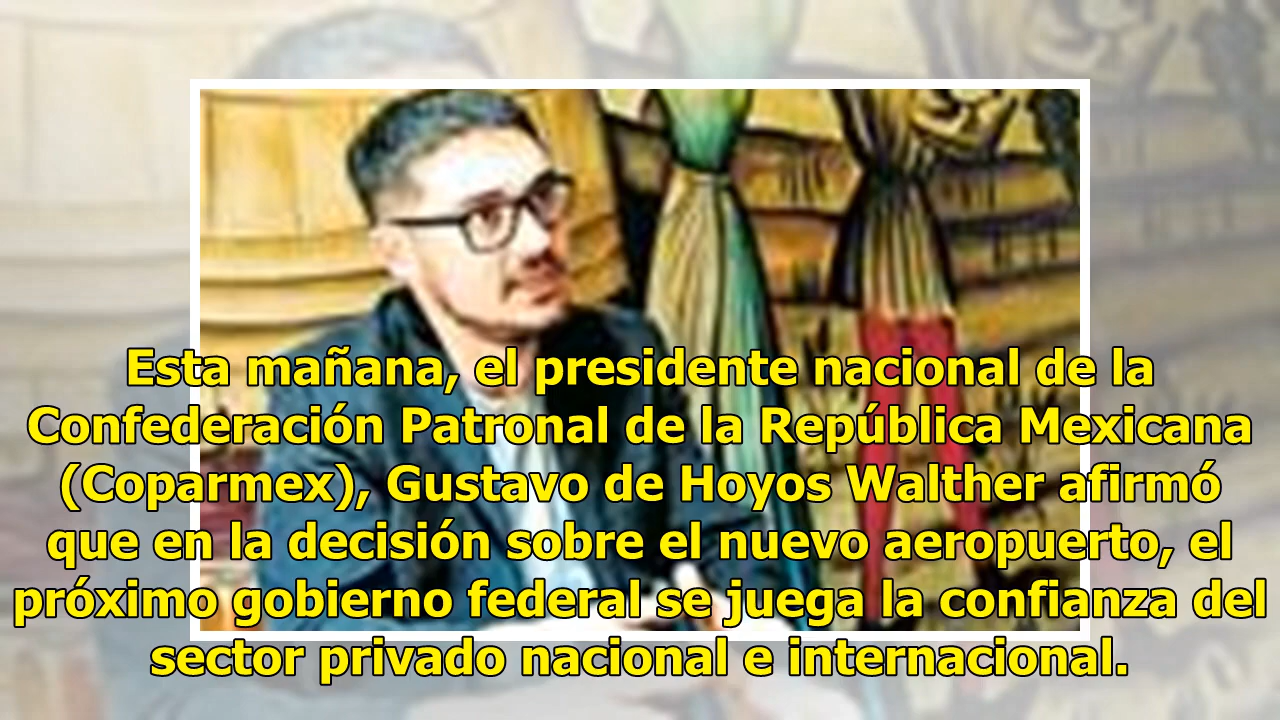 Esta mañana, el presidente nacional de la
Confederación Patronal de la República Mexicana
(Coparmex), Gustavo de Hoyos Walther afirmó
que en la decisión sobre el nuevo aeropuerto, el
próximo gobierno federal se juega la confianza del
sector privado nacional e internacional.